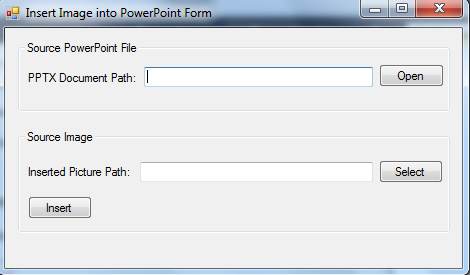 Insert Image into PowerPoint Form
Source PowerPoint File
PPTX Document Path:
Open
Source Image
Inserted Picture Path:
Select
Insert